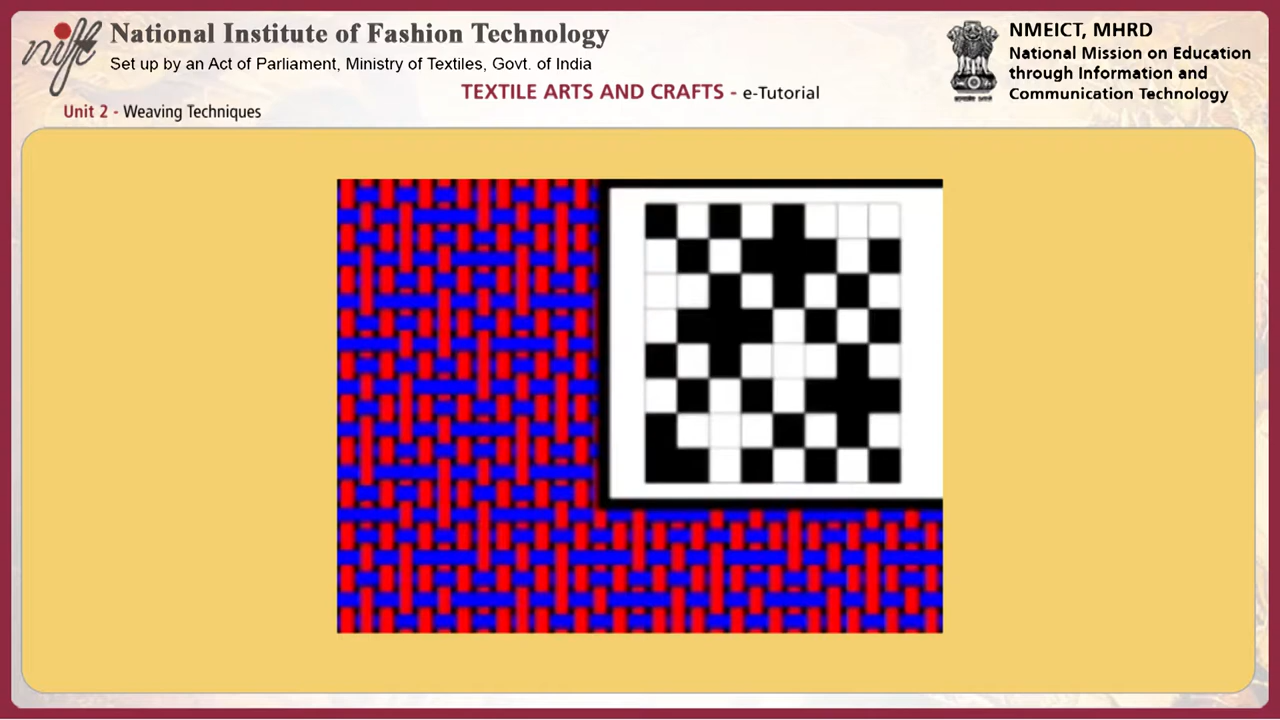 nift
National Institute of Fashion Technology
Set up by an Act of Parliament, Ministry of Textiles, Govt. of India
TEXTILE ARTS AND CRAFTS - e-Tutorial
Unit 2 - Weaving Techniques
NMEICT, MHRD
National Mission on Education
through Information and
Communication Technology